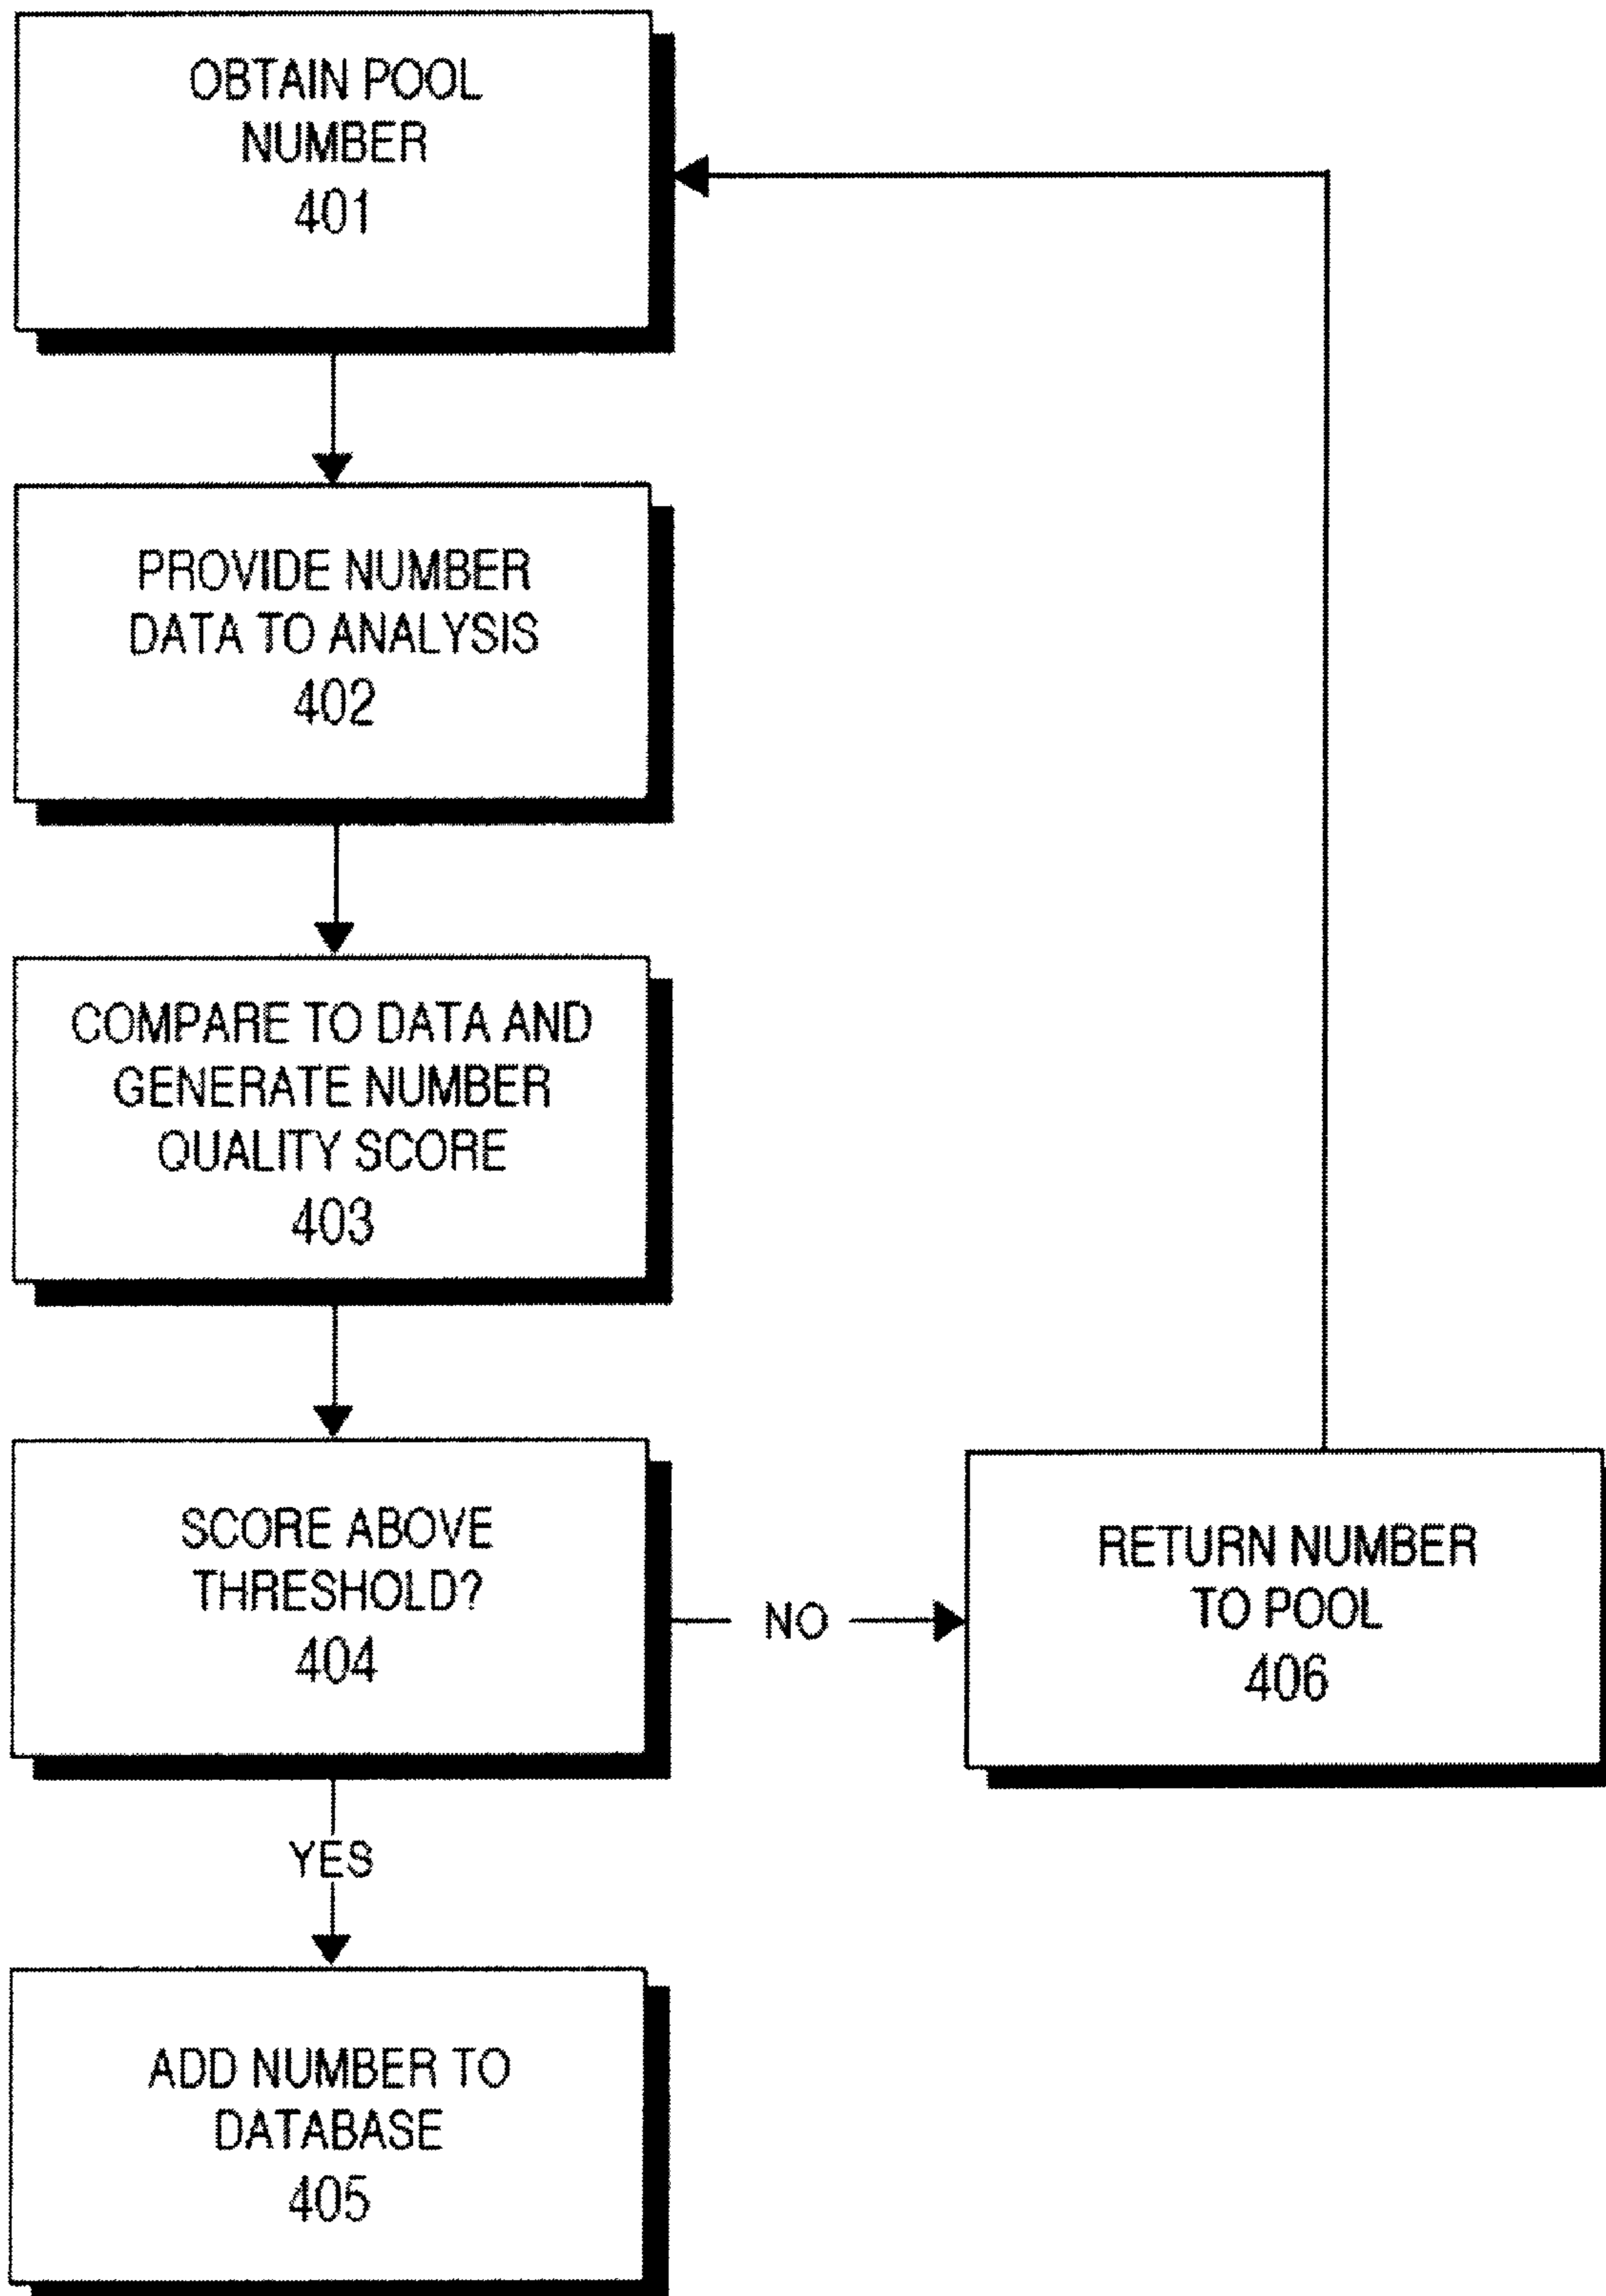 OBTAIN POOL
NUMBER
401
PROVIDE NUMBER
DATA TO ANALYSIS
402
COMPARE TO DATA AND
GENERATE NUMBER
QUALITY SCORE
403
SCORE ABOVE
THRESHOLD?
404
NO
RETURN NUMBER
TO POOL
406
YES
ADD NUMBER TO
DATABASE
405